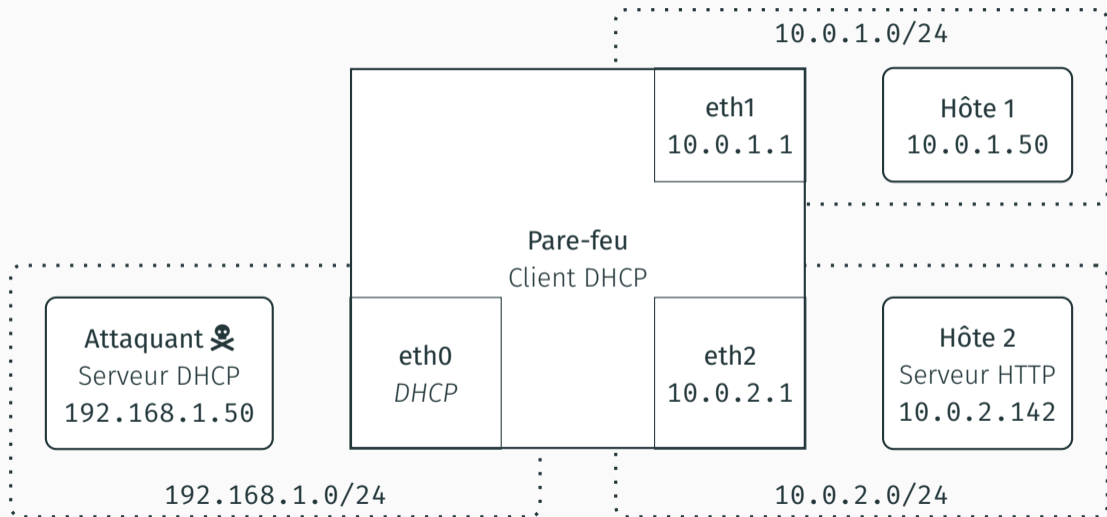 10.0.1.0/24
eth1
10.0.1.1
Hôte 1
10.0.1.50
Pare-feu
Client DHCP
Attaquant ☠
Serveur DHCP
192.168.1.50
eth0
DHCP
eth2
10.0.2.1
Hôte 2
Serveur HTTP
10.0.2.142
192.168.1.0/24
10.0.2.0/24